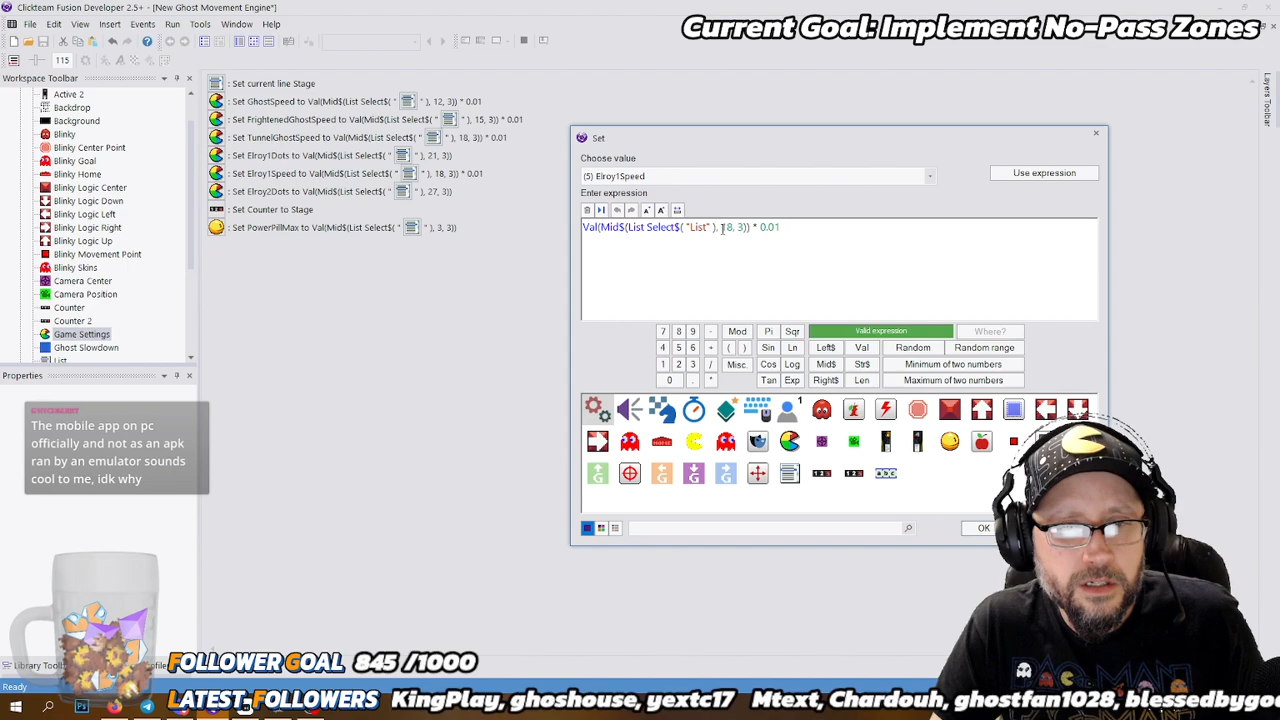 Clickteam Fusion Developer 2.5+ - [New Ghost Movement Engine*]
Current Goal: Implement No-Pass Zones
File Edit View Insert Events Run Tools Window Help
115
Workspace Toolbar
Active 2
Backdrop
Background
Blinky
Blinky Center Point
Blinky Goal
Blinky Home
Blinky Logic Center
Blinky Logic Down
Blinky Logic Left
Blinky Logic Right
Blinky Logic Up
Blinky Movement Point
Blinky Skins
Camera Center
Camera Position
Counter
Counter 2
Game Settings
Ghost Slowdown
List
: Set current line Stage
: Set GhostSpeed to Val(Mid$(List Select$( " " ), 12, 3)) * 0.01
: Set FrightenedGhostSpeed to Val(Mid$(List Select$( " " ), 15, 3)) * 0.01
: Set TunnelGhostSpeed to Val(Mid$(List Select$( " " ), 18, 3)) * 0.01
: Set Elroy1Dots to Val(Mid$(List Select$( " " ), 21, 3))
: Set Elroy1Speed to Val(Mid$(List Select$( " " ), 18, 3)) * 0.01
: Set Elroy2Dots to Val(Mid$(List Select$( " " ), 27, 3))
: Set Counter to Stage
: Set PowerPillMax to Val(Mid$(List Select$( " " ), 3, 3))
Layers Toolbar
Set
Choose value
(5) Elroy1Speed
Use expression
Enter expression
Val(Mid$(List Select$( "List" ), 18, 3)) * 0.01
7 8 9 - Mod Pi Sqr Valid expression Where?
4 5 6 + ( ) Sin Ln Left$ Val Random Random range
1 2 3 / Misc. Cos Log Mid$ Str$ Minimum of two numbers
0 . * Tan Exp Right$ Len Maximum of two numbers
1
OK
Properties
The mobile app on pc
officially and not as an apk
ran by an emulator sounds
cool to me, idk why
Library Toolb
Ready
FOLLOWER GOAL 845 /1000
LATEST FOLLOWERS KingPlay, ghoshouse, yextc17 Mtext, Chardouh, ghostfan1028, blessedbygo